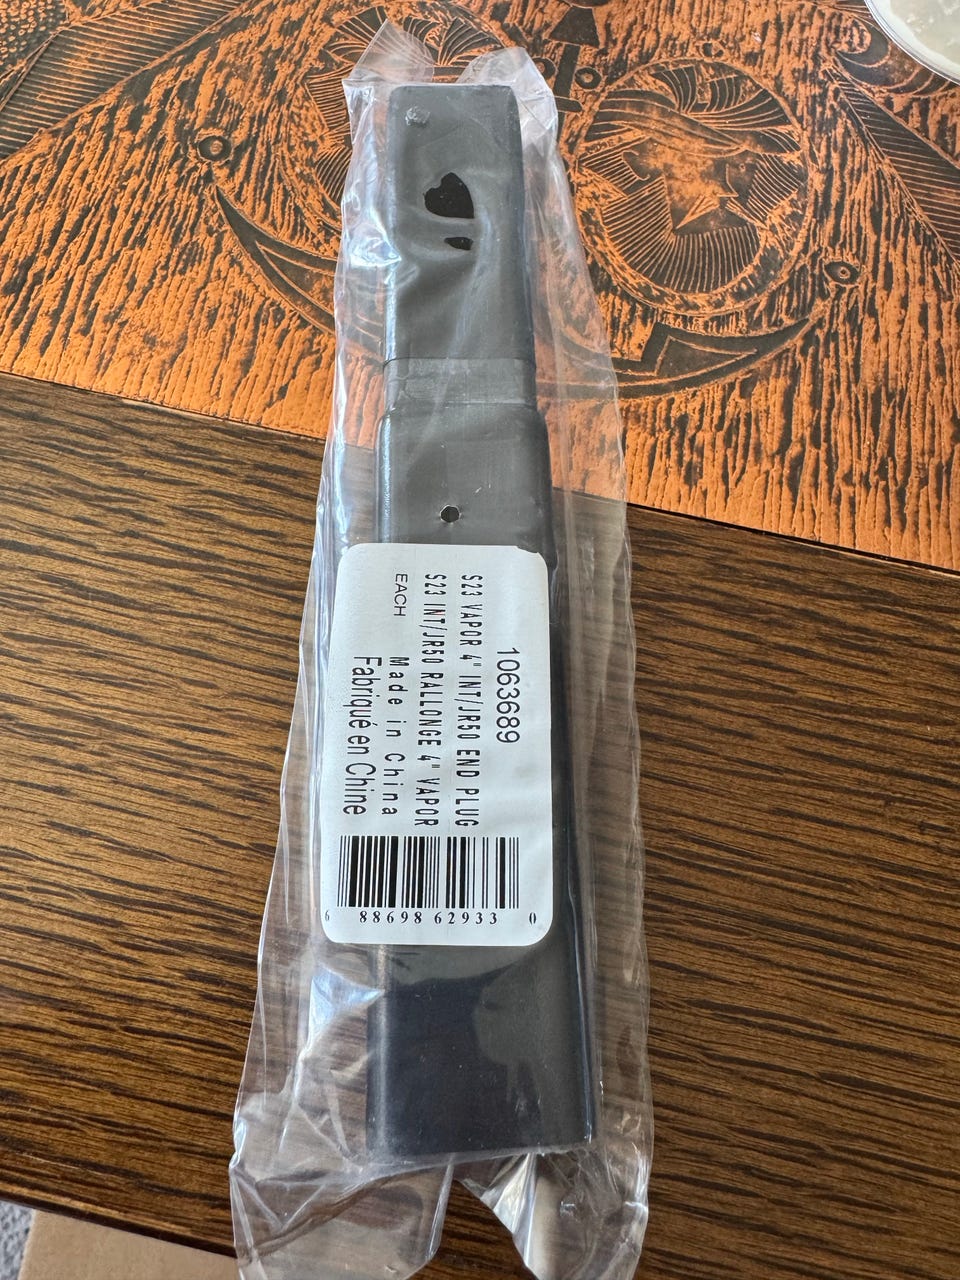 1063689
S23 VAPOR 4" INT/JR50 END PLUG
S23 INT/JR50 RALLONGE 4" VAPOR
EACH Made in China
Fabriqué en Chine
6 88698 62933 0